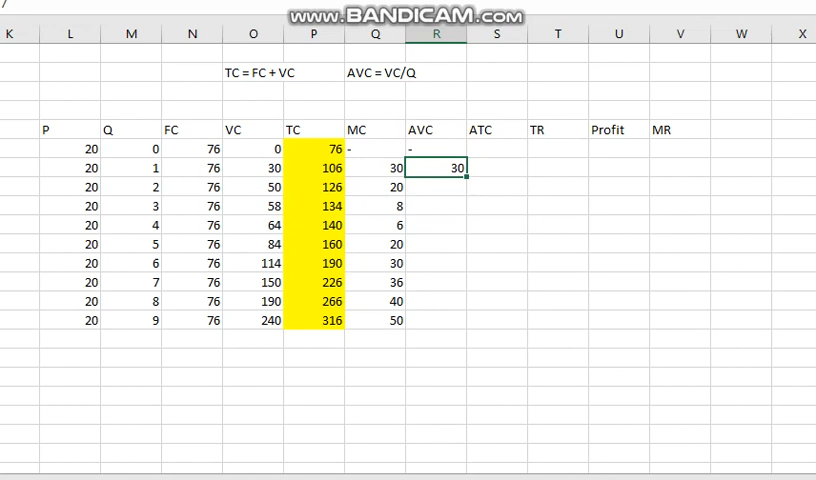 www.BANDICAM.com
K L M N O P Q R S T U V W X
TC = FC + VC AVC = VC/Q
P Q FC VC TC MC AVC ATC TR Profit MR
20 0 76 0 76 - -
20 1 76 30 106 30 30
20 2 76 50 126 20
20 3 76 58 134 8
20 4 76 64 140 6
20 5 76 84 160 20
20 6 76 114 190 30
20 7 76 150 226 36
20 8 76 190 266 40
20 9 76 240 316 50